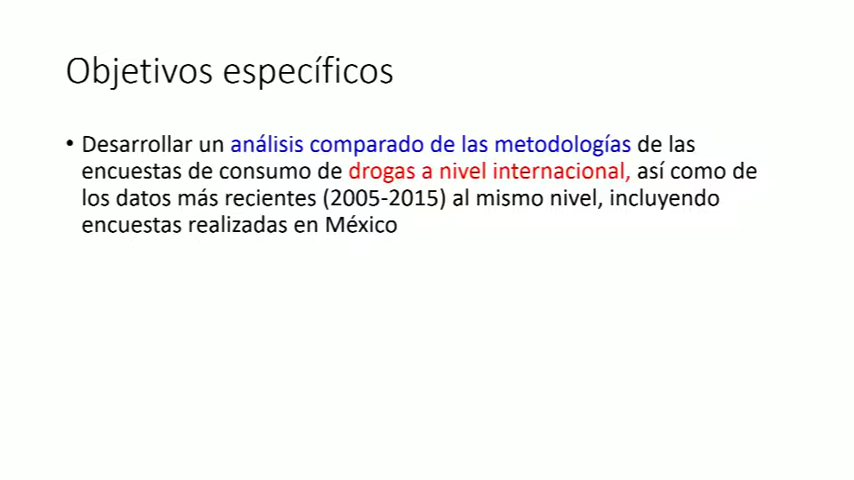 Objetivos específicos
• Desarrollar un análisis comparado de las metodologías de las
encuestas de consumo de drogas a nivel internacional, así como de
los datos más recientes (2005-2015) al mismo nivel, incluyendo
encuestas realizadas en México